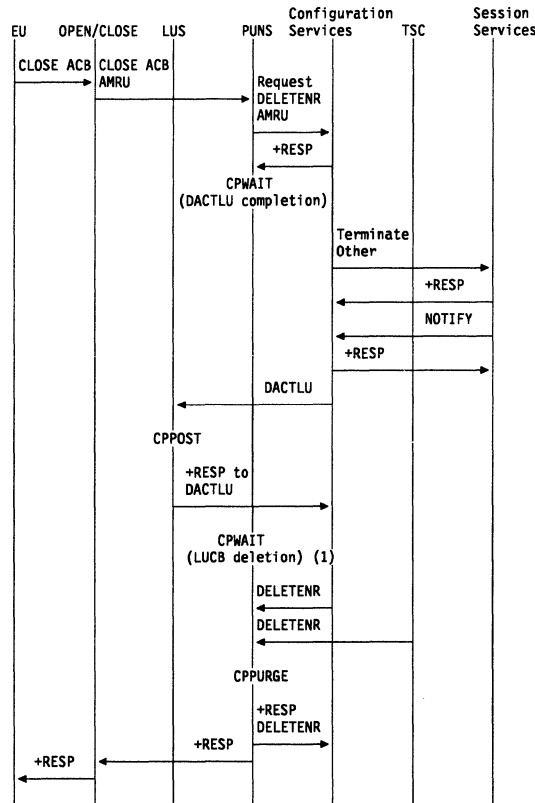 Configuration Session
EU OPEN/CLOSE LUS PUNS Services TSC Services
CLOSE ACB CLOSE ACB
AMRU
Request
DELETENR
AMRU
+RESP
CPWAIT
(DACTLU completion)
Terminate
Other
+RESP
NOTIFY
+RESP
DACTLU
CPPOST
+RESP to
DACTLU
CPWAIT
(LUCB deletion) (1)
DELETENR
DELETENR
CPPURGE
+RESP
DELETENR
+RESP
+RESP